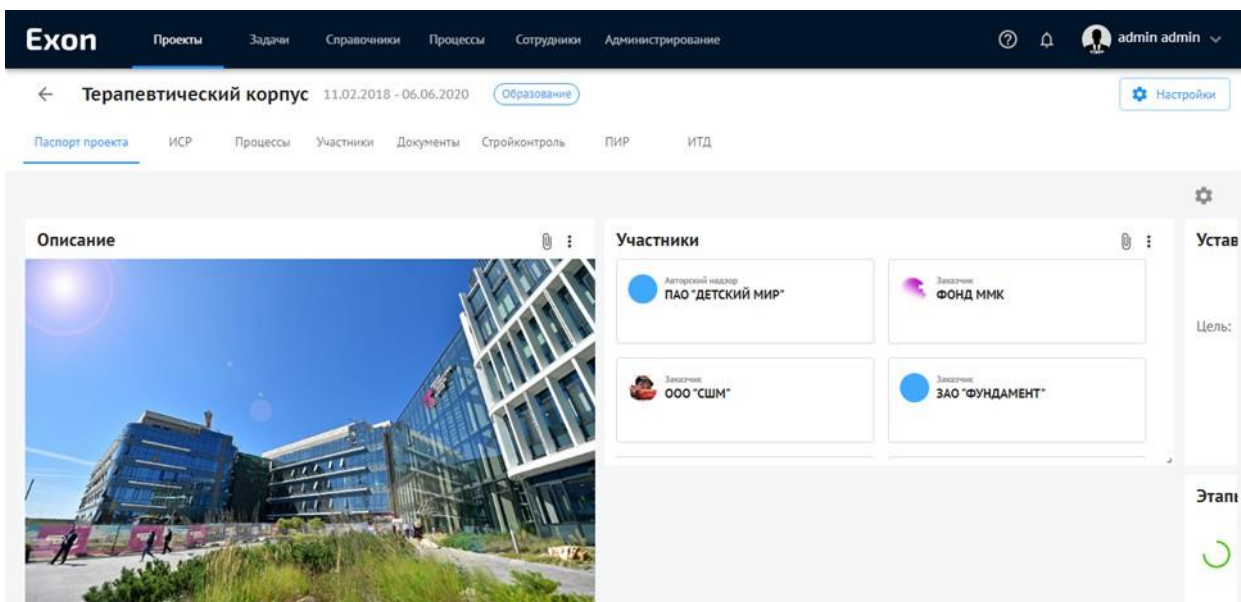 Exon Проекты Задачи Справочники Процессы Сотрудники Администрирование admin admin
Терапевтический корпус 11.02.2018 - 06.06.2020 Образование Настройки
Паспорт проекта ИСР Процессы Участники Документы Стройконтроль ПИР ИТД
Описание
Участники
Устав
Авторский надзор
ПАО "ДЕТСКИЙ МИР"
Заказчик
ФОНД ММК
Цель:
Заказчик
ООО "СШМ"
Заказчик
ЗАО "ФУНДАМЕНТ"
Этапы